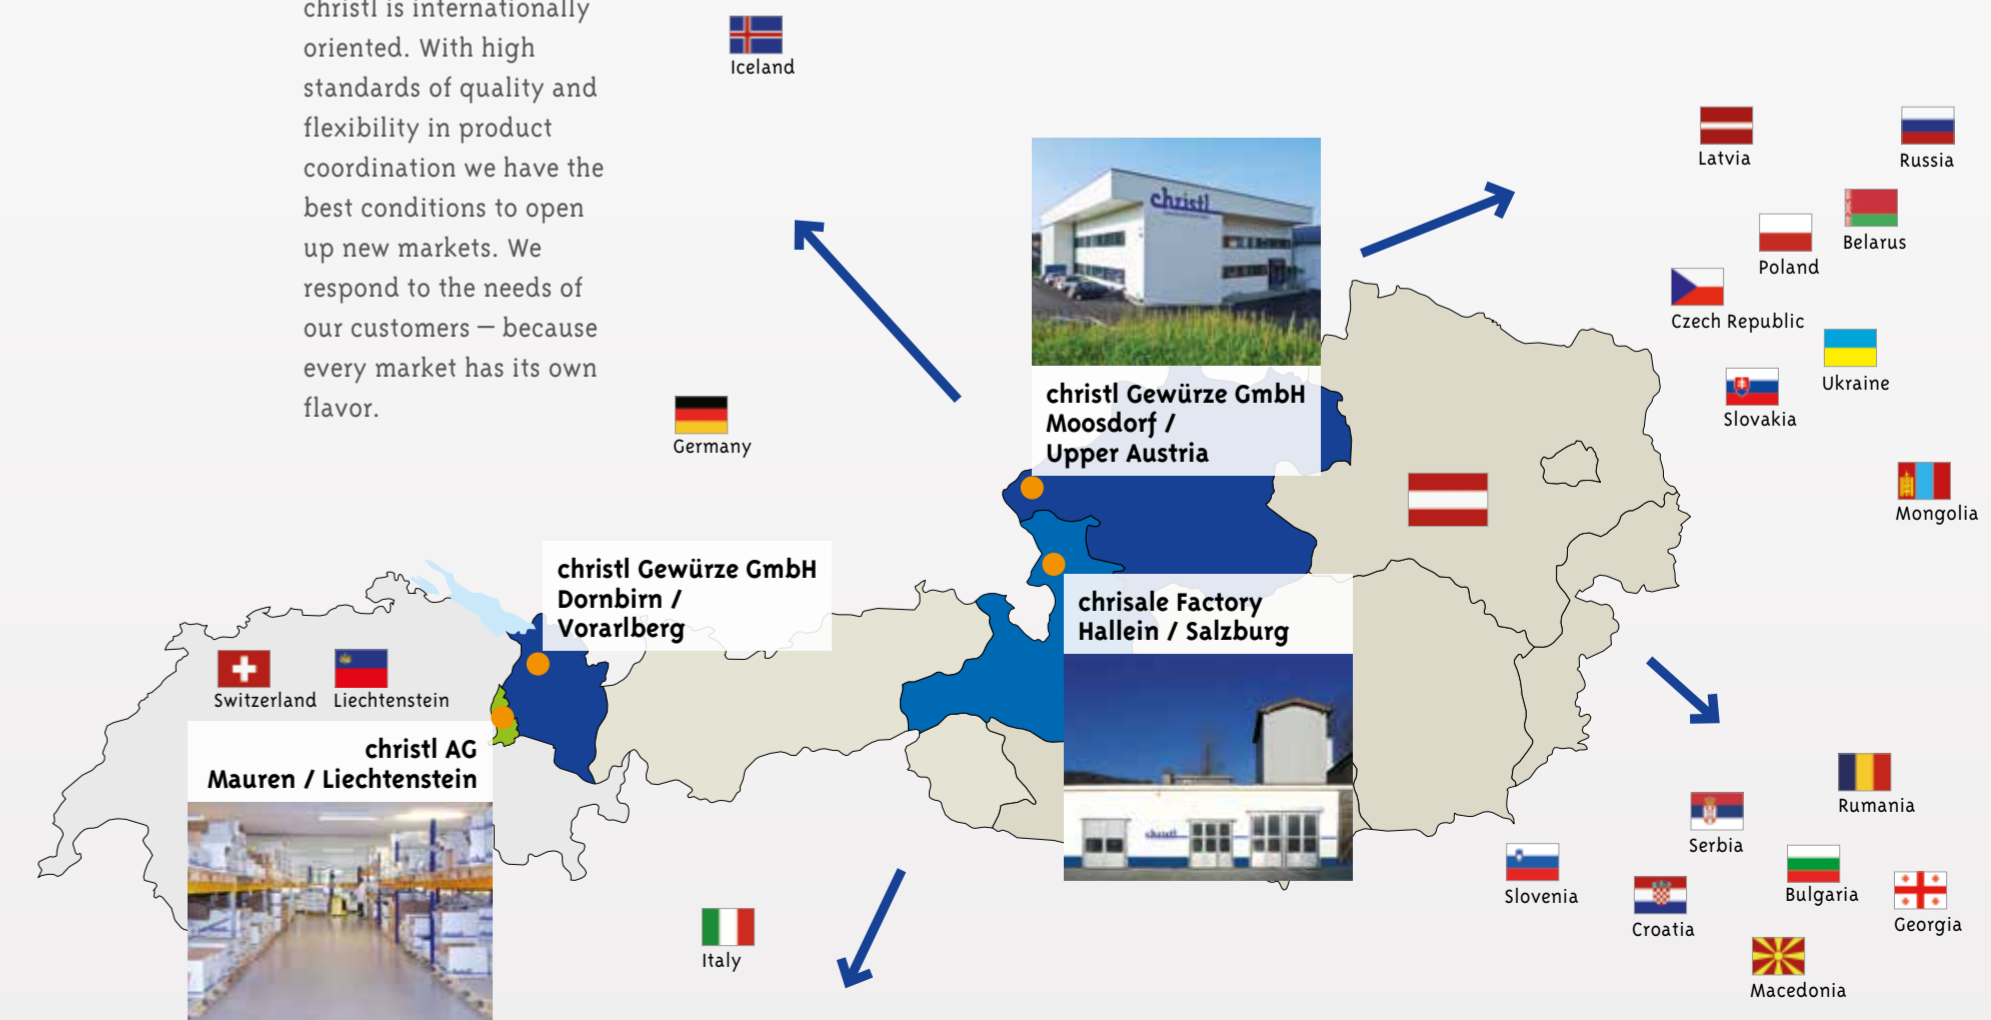 christl is internationally
oriented. With high
standards of quality and
flexibility in product
coordination we have the
best conditions to open
up new markets. We
respond to the needs of
our customers – because
every market has its own
flavor.
Iceland
Germany
christl
christl Gewürze GmbH
Moosdorf /
Upper Austria
Latvia
Russia
Belarus
Poland
Czech Republic
Ukraine
Slovakia
Mongolia
christl Gewürze GmbH
Dornbirn /
Vorarlberg
chrisale Factory
Hallein / Salzburg
christl
Switzerland
Liechtenstein
christl AG
Mauren / Liechtenstein
Italy
Rumania
Serbia
Slovenia
Bulgaria
Croatia
Georgia
Macedonia